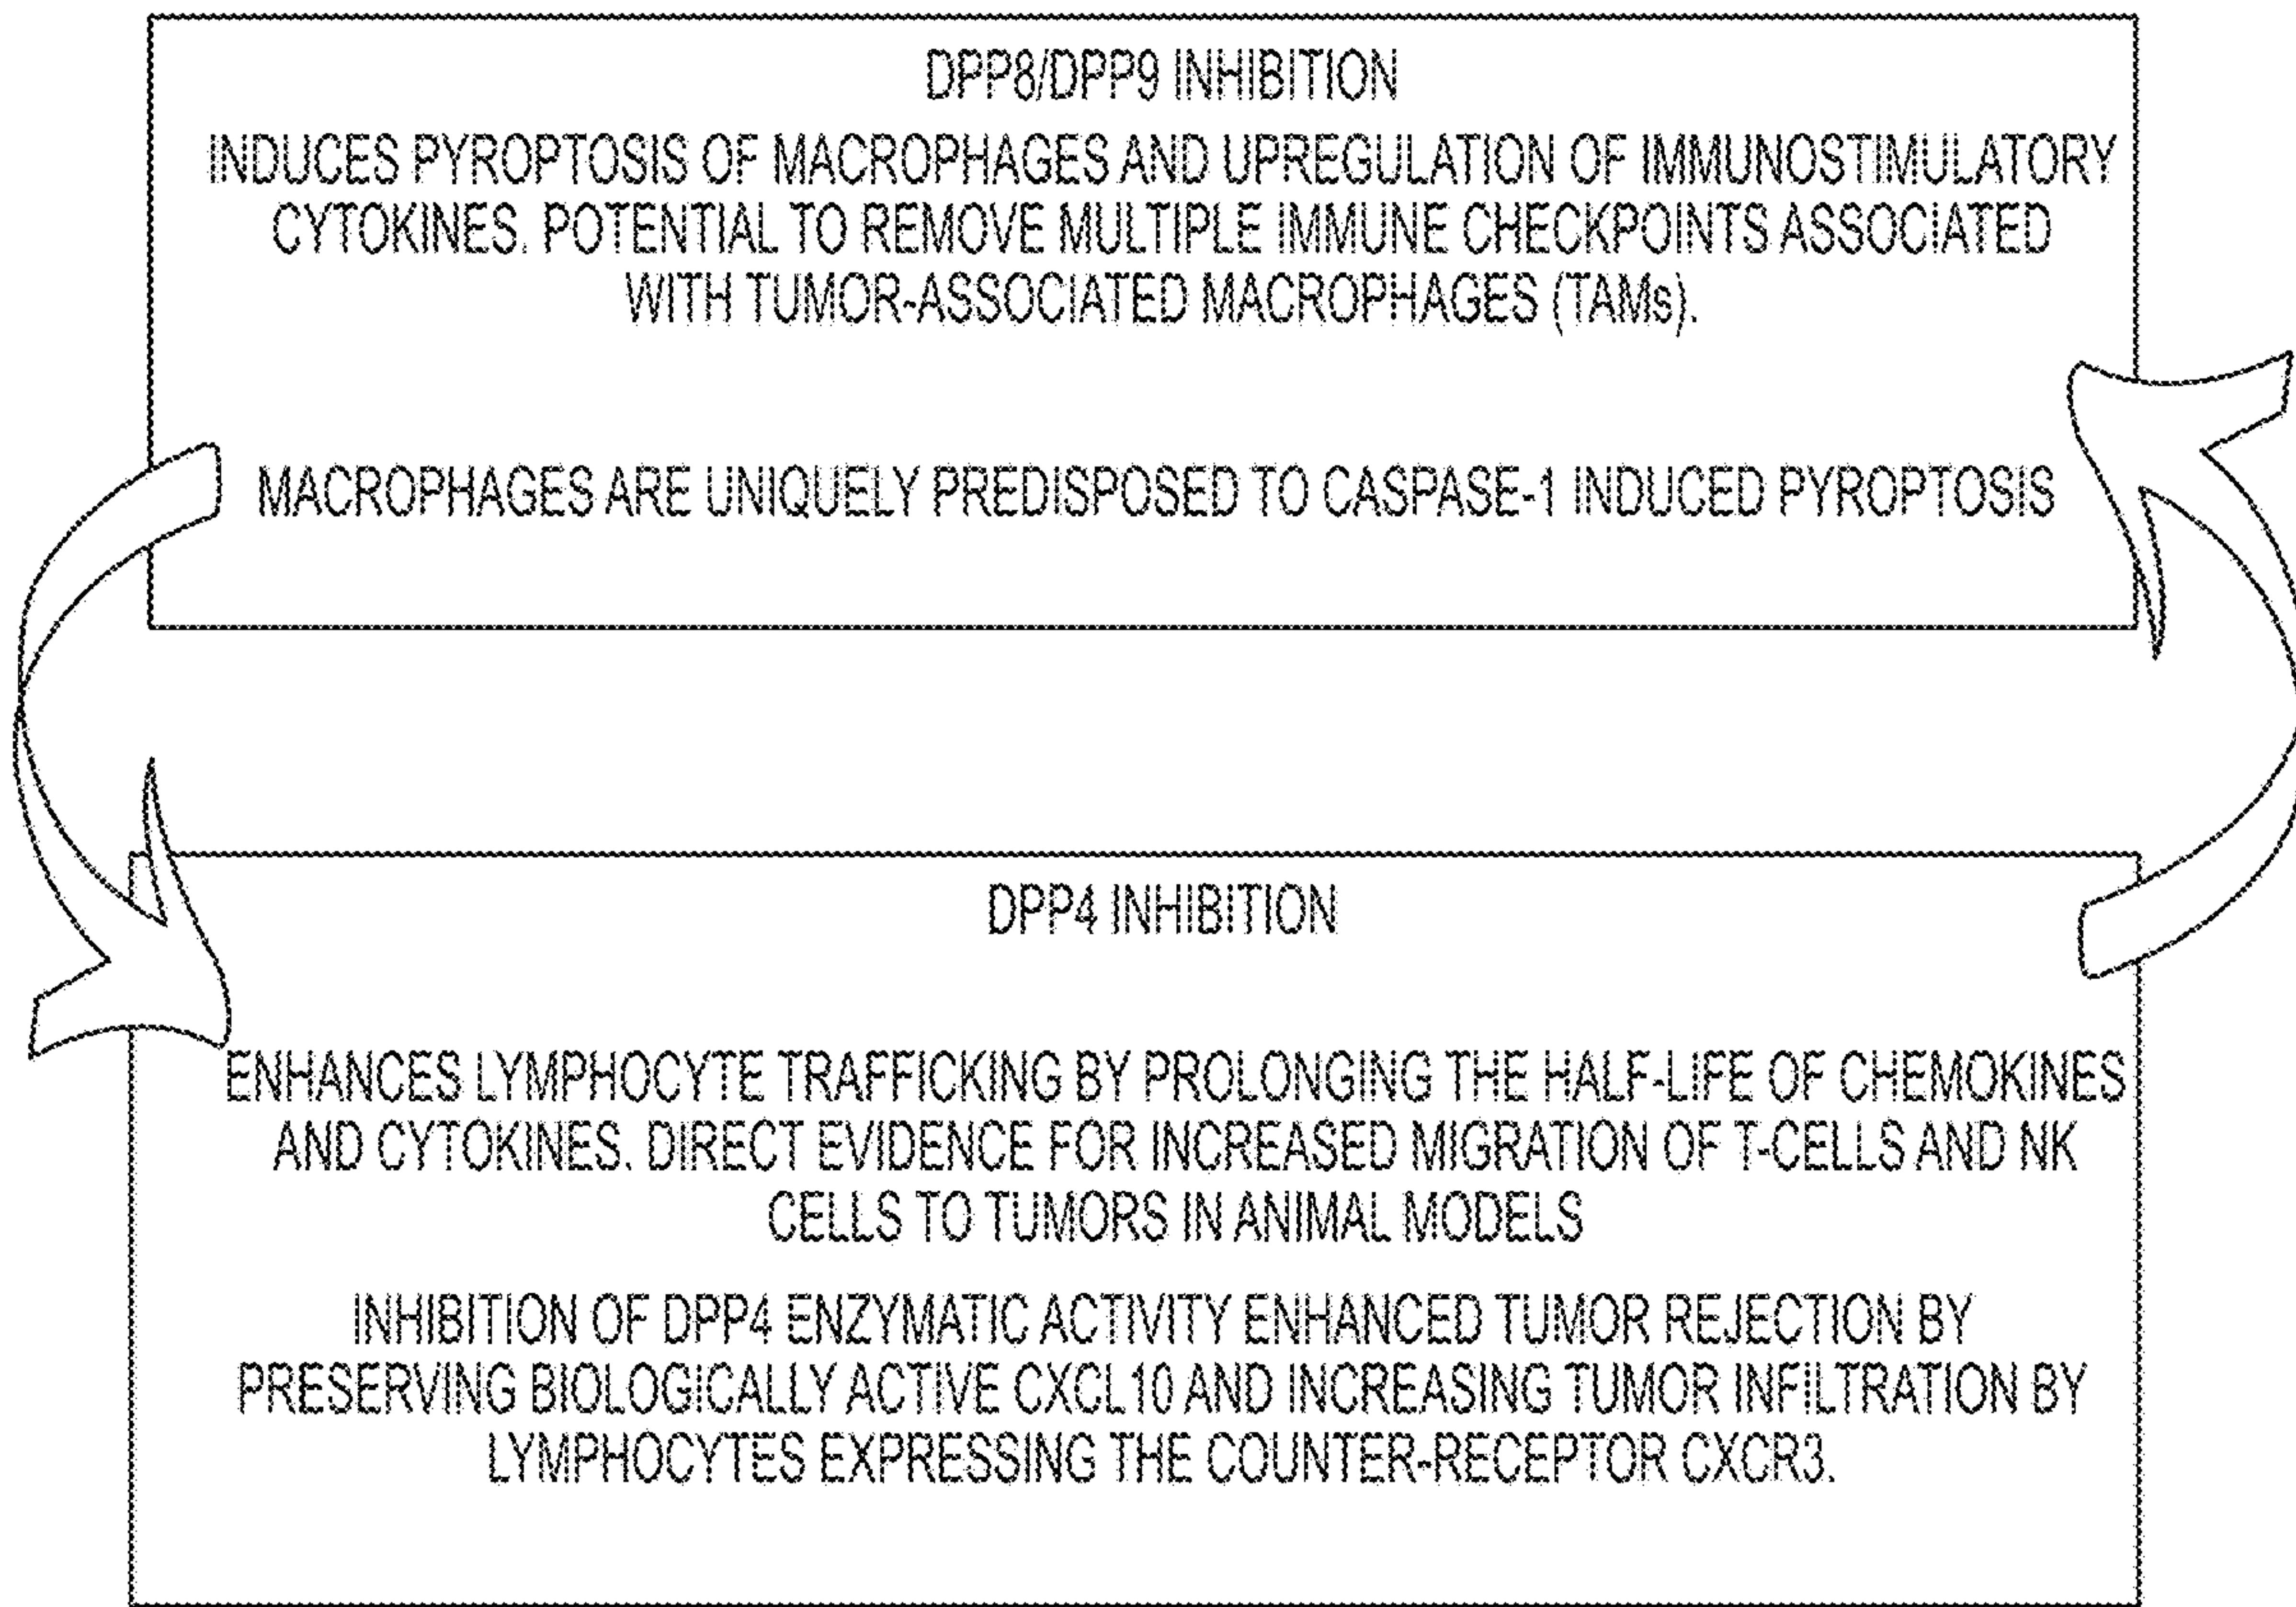 DPP8/DPP9 INHIBITION
INDUCES PYROPTOSIS OF MACROPHAGES AND UPREGULATION OF IMMUNOSTIMULATORY
CYTOKINES. POTENTIAL TO REMOVE MULTIPLE IMMUNE CHECKPOINTS ASSOCIATED
WITH TUMOR-ASSOCIATED MACROPHAGES (TAMs).
MACROPHAGES ARE UNIQUELY PREDISPOSED TO CASPASE-1 INDUCED PYROPTOSIS
DPP4 INHIBITION
ENHANCES LYMPHOCYTE TRAFFICKING BY PROLONGING THE HALF-LIFE OF CHEMOKINES
AND CYTOKINES. DIRECT EVIDENCE FOR INCREASED MIGRATION OF T-CELLS AND NK
CELLS TO TUMORS IN ANIMAL MODELS
INHIBITION OF DPP4 ENZYMATIC ACTIVITY ENHANCED TUMOR REJECTION BY
PRESERVING BIOLOGICALLY ACTIVE CXCL10 AND INCREASING TUMOR INFILTRATION BY
LYMPHOCYTES EXPRESSING THE COUNTER-RECEPTOR CXCR3.